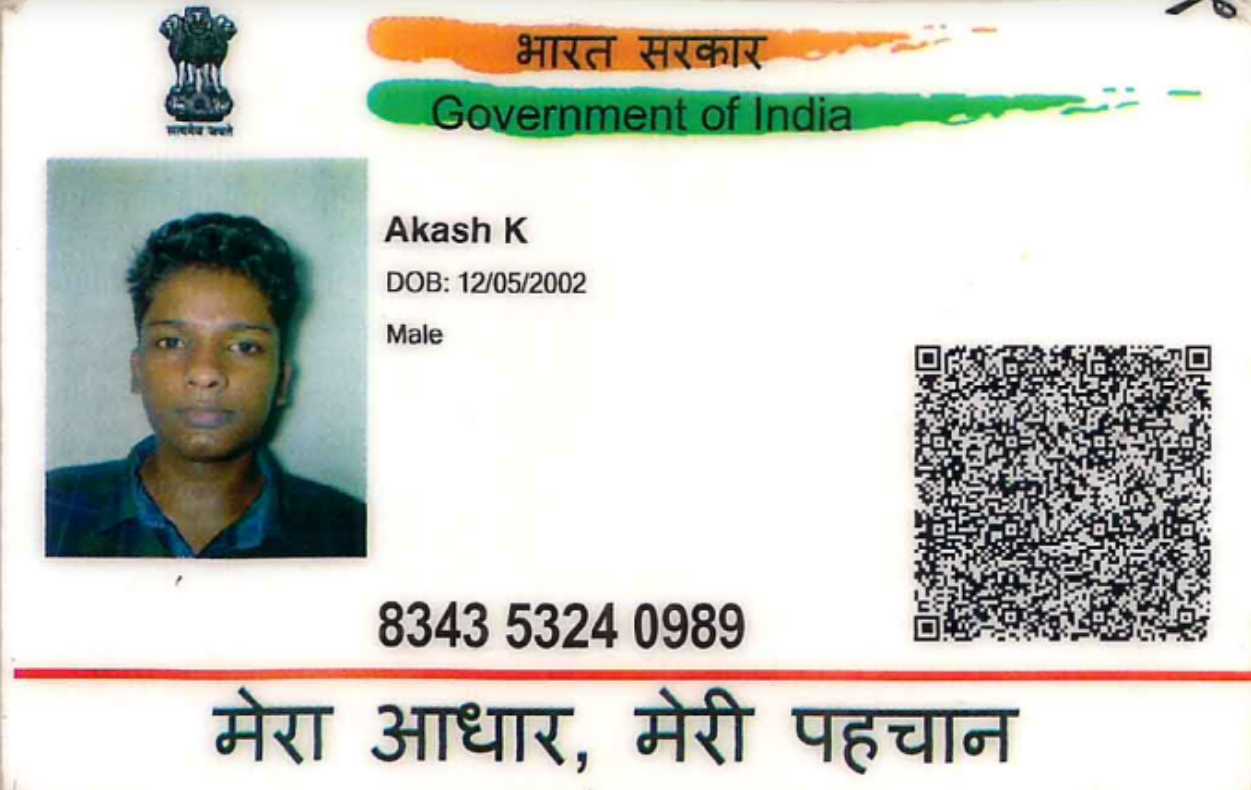 भारत सरकार
Government of India
सत्यमेव जयते
Akash K
DOB: 12/05/2002
Male
8343 5324 0989
मेरा आधार, मेरी पहचान